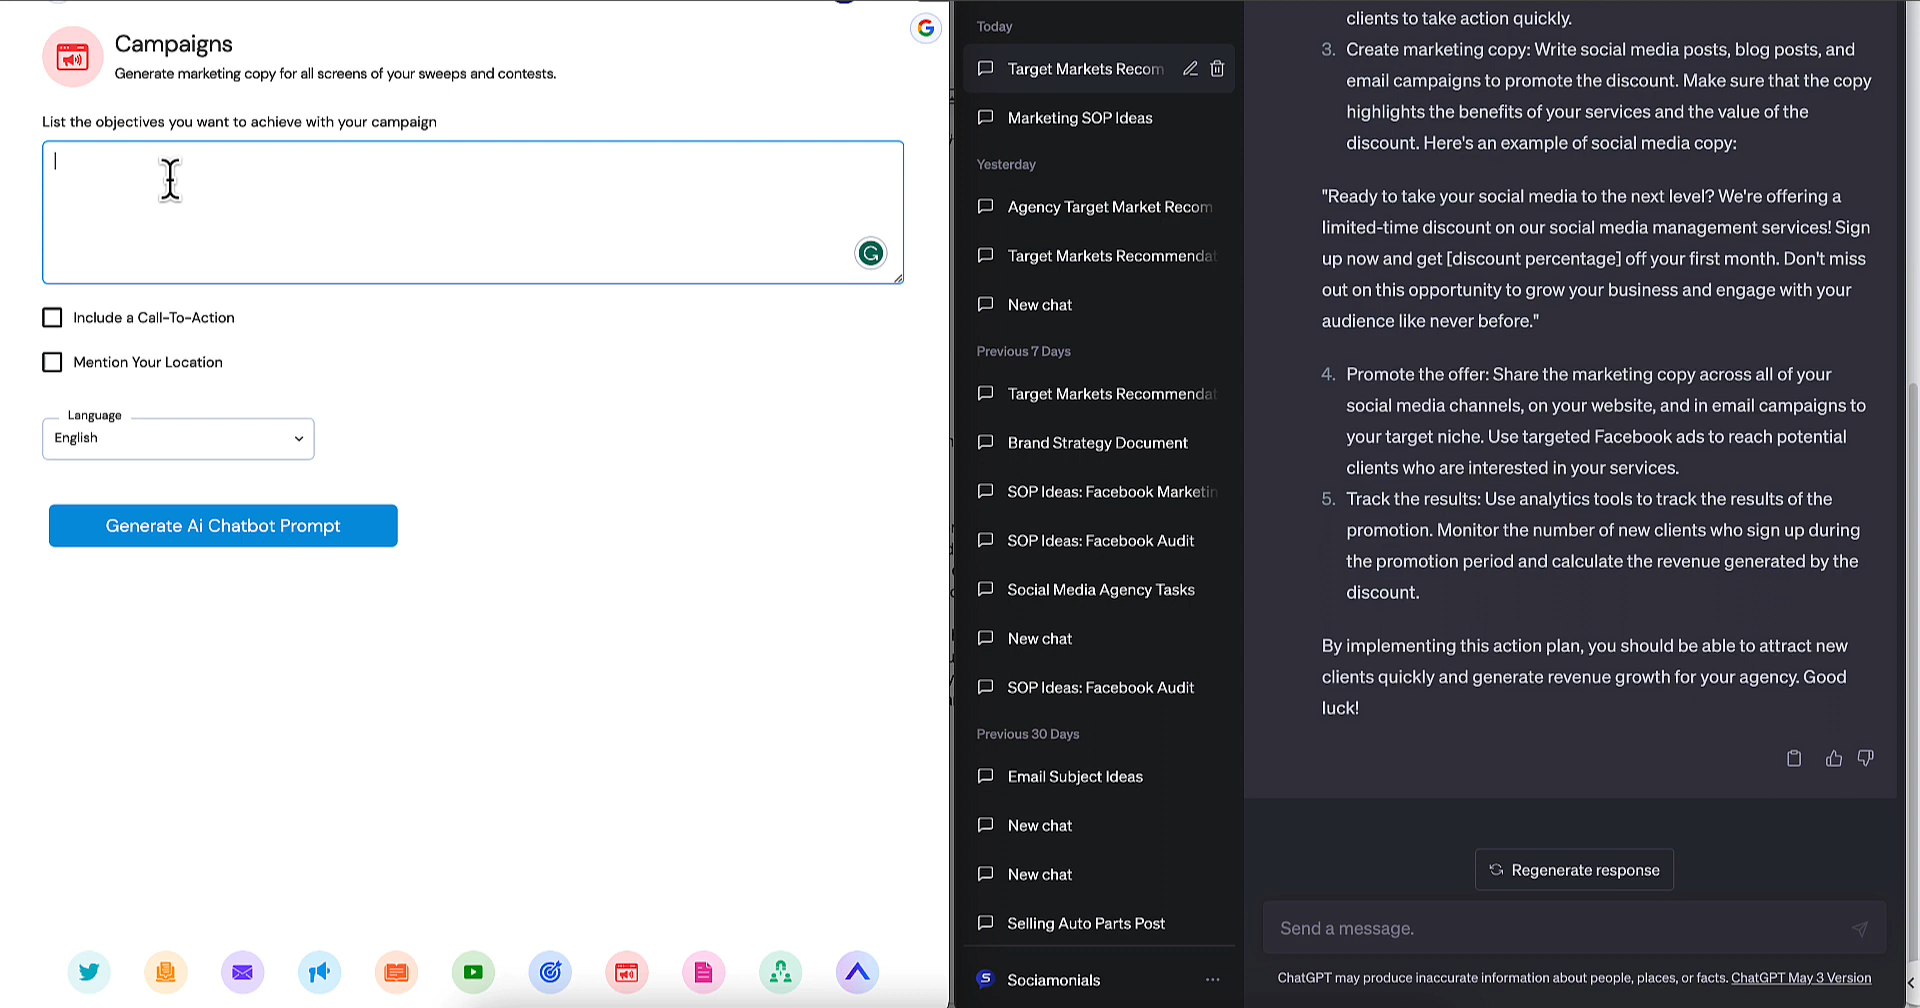 Campaigns
Generate marketing copy for all screens of your sweeps and contests.
List the objectives you want to achieve with your campaign
Include a Call-To-Action
Mention Your Location
Language
English
Generate Ai Chatbot Prompt
Today
Target Markets Recom
Marketing SOP Ideas
Yesterday
Agency Target Market Recom
Target Markets Recommendat
New chat
Previous 7 Days
Target Markets Recommendat
Brand Strategy Document
SOP Ideas: Facebook Marketin
SOP Ideas: Facebook Audit
Social Media Agency Tasks
New chat
SOP Ideas: Facebook Audit
Previous 30 Days
Email Subject Ideas
New chat
New chat
Selling Auto Parts Post
Sociamonials
clients to take action quickly.
3. Create marketing copy: Write social media posts, blog posts, and
email campaigns to promote the discount. Make sure that the copy
highlights the benefits of your services and the value of the
discount. Here's an example of social media copy:
"Ready to take your social media to the next level? We're offering a
limited-time discount on our social media management services! Sign
up now and get [discount percentage] off your first month. Don't miss
out on this opportunity to grow your business and engage with your
audience like never before."
4. Promote the offer: Share the marketing copy across all of your
social media channels, on your website, and in email campaigns to
your target niche. Use targeted Facebook ads to reach potential
clients who are interested in your services.
5. Track the results: Use analytics tools to track the results of the
promotion. Monitor the number of new clients who sign up during
the promotion period and calculate the revenue generated by the
discount.
By implementing this action plan, you should be able to attract new
clients quickly and generate revenue growth for your agency. Good
luck!
Regenerate response
Send a message.
ChatGPT may produce inaccurate information about people, places, or facts. ChatGPT May 3 Version